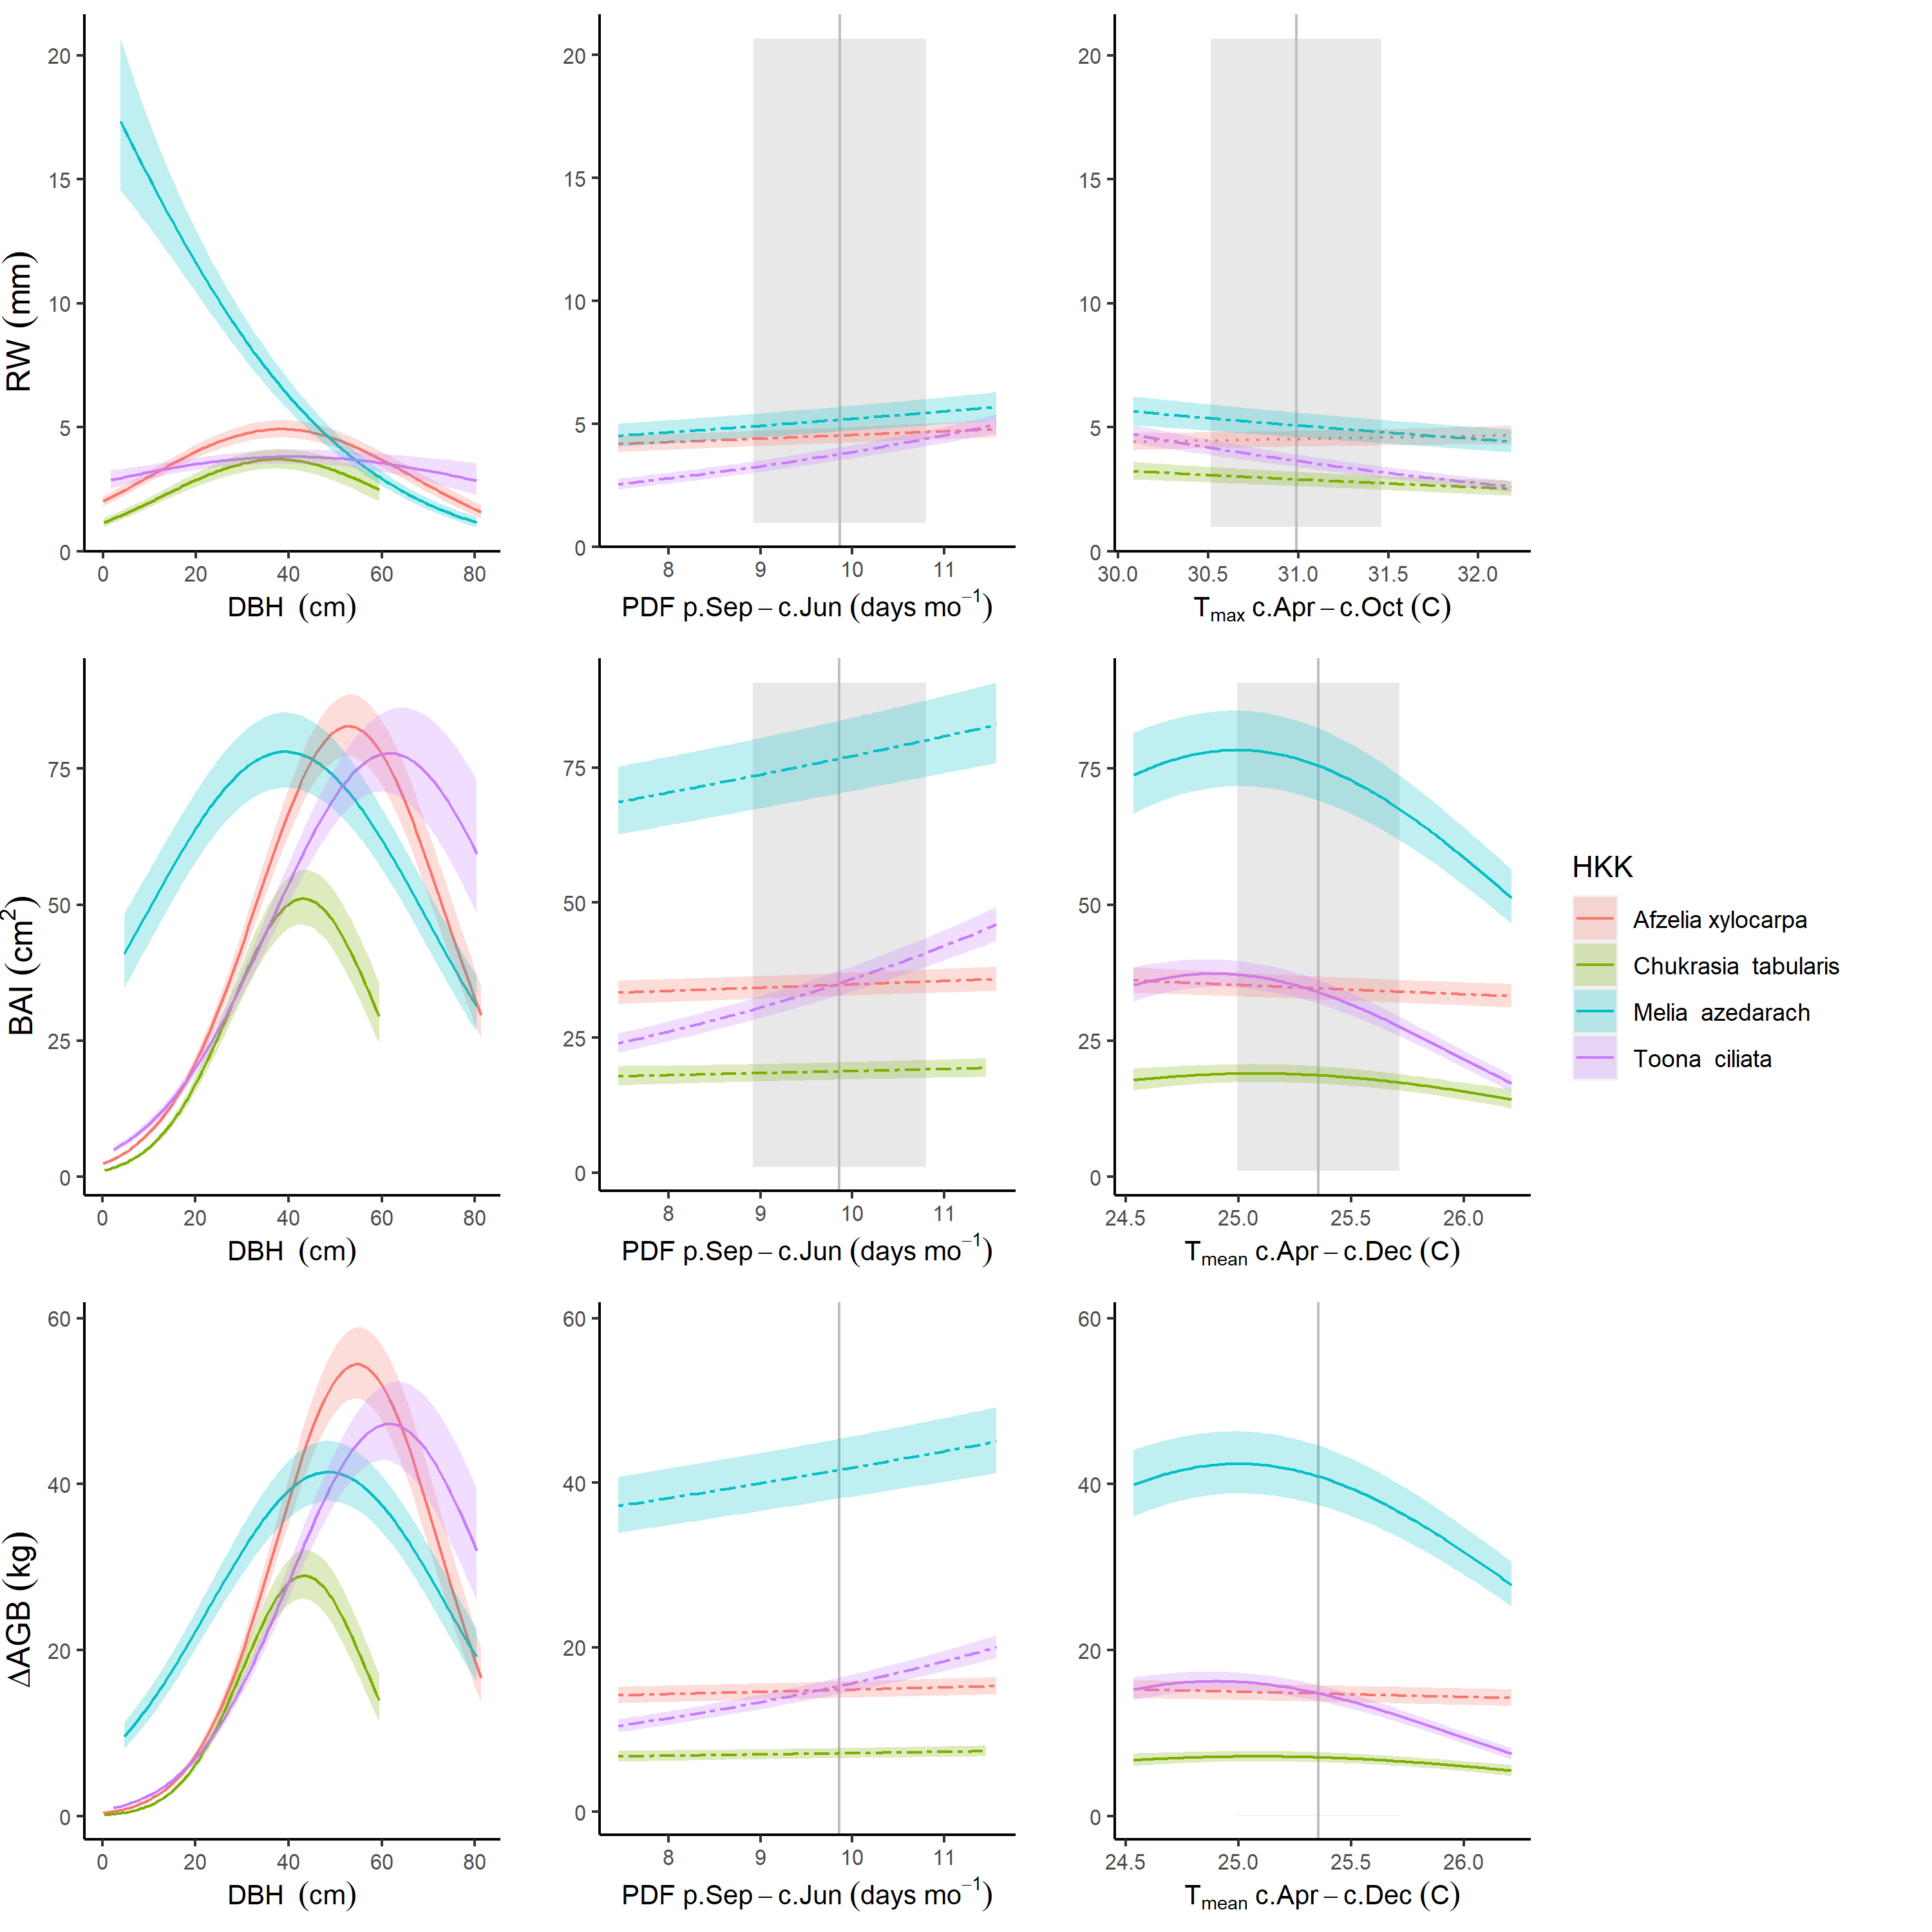 RW (mm)
20
15
10
5
0
0 20 40 60 80
DBH (cm)
20
15
10
5
0
8 9 10 11
PDF p.Sep – c.Jun (days mo⁻¹)
20
15
10
5
0
30.0 30.5 31.0 31.5 32.0
Tmax c.Apr – c.Oct (C)
BAI (cm²)
75
50
25
0
0 20 40 60 80
DBH (cm)
75
50
25
0
8 9 10 11
PDF p.Sep – c.Jun (days mo⁻¹)
75
50
25
0
24.5 25.0 25.5 26.0
Tmean c.Apr – c.Dec (C)
HKK
Afzelia xylocarpa
Chukrasia tabularis
Melia azedarach
Toona ciliata
ΔAGB (kg)
60
40
20
0
0 20 40 60 80
DBH (cm)
60
40
20
0
8 9 10 11
PDF p.Sep – c.Jun (days mo⁻¹)
60
40
20
0
24.5 25.0 25.5 26.0
Tmean c.Apr – c.Dec (C)